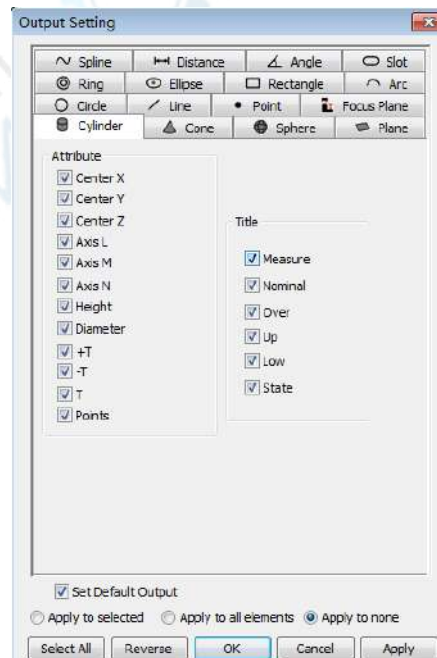 Output Setting
Spline Distance Angle Slot
Ring Ellipse Rectangle Arc
Circle Line Point Focus Plane
Cylinder Cone Sphere Plane
Attribute
Center X
Center Y
Center Z
Axis L
Axis M
Axis N
Height
Diameter
+T
-T
T
Points
Title
Measure
Nominal
Over
Up
Low
State
Set Default Output
Apply to selected Apply to all elements Apply to none
Select All Reverse OK Cancel Apply